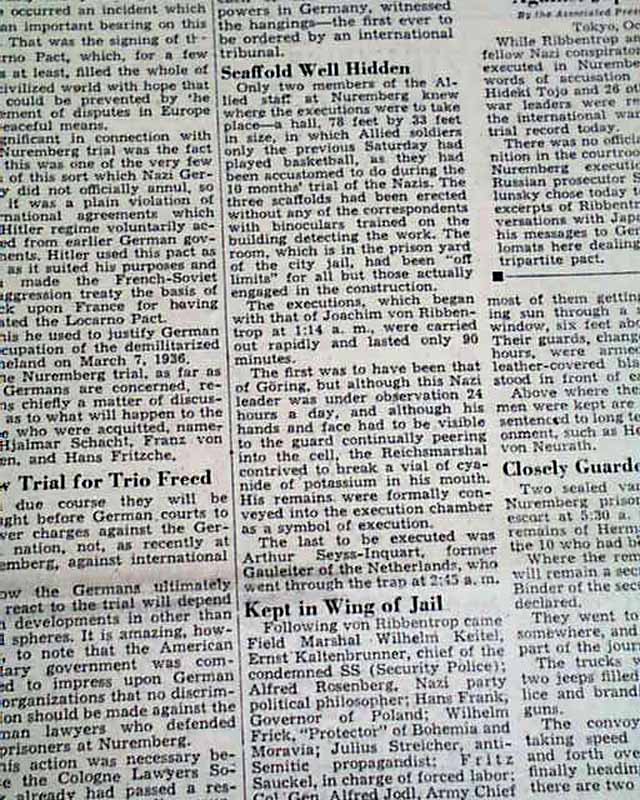 e occurred an incident which
an important bearing on this
. That was the signing of th-
rno Pact, which, for a few
s at least, filled the whole of
civilized world with hope that
could be prevented by the
ement of disputes in Europe
peaceful means.
gnificant in connection with
Nuremberg trial was the fact
this was one of the very few
s of this sort which Nazi Ger-
y did not officially annul, so
it was a plain violation of
rnational agreements which
Hitler regime voluntarily ac-
ed from earlier German gov-
ments. Hitler used this pact as
as it suited his purposes and
made the French-Soviet
aggression treaty the basis of
ck upon France for having
ated the Locarno Pact.
his he used to justify German
cupation of the demilitarized
neland on March 7, 1936.
he Nuremberg trial, as far as
Germans are concerned, re-
ns chiefly a matter of discus-
as to what will happen to the
e who were acquitted, name-
Hjalmar Schacht, Franz von
en, and Hans Fritzche.
w Trial for Trio Freed
due course they will be
ught before German courts to
ver charges against the Ger-
nation, not, as recently at
emberg, against international
ow the Germans ultimately
react to the trial will depend
n developments in other than
l spheres. It is amazing, how-
to note that the American
tary government was com-
ed to impress upon German
organizations that no discrim-
ion should be made against the
man lawyers who defended
prisoners at Nuremberg.
his action was necessary be-
e the Cologne Lawyers So-
already had passed a res-
powers in Germany, witnessed
the hangings—the first ever to
be ordered by an international
tribunal.
Scaffold Well Hidden
Only two members of the Al-
lied staff at Nuremberg knew
where the executions were to take
place—a hall, 78 feet by 33 feet
in size, in which Allied soldiers
only the previous Saturday had
played basketball, as they had
been accustomed to do during the
10 months' trial of the Nazis. The
three scaffolds had been erected
without any of the correspondents
with binoculars trained on the
building detecting the work. The
room, which is in the prison yard
of the city jail, had been "off
limits" for all but those actually
engaged in the construction.
The executions, which began
with that of Joachim von Ribben-
trop at 1:14 a. m., were carried
out rapidly and lasted only 90
minutes.
The first was to have been that
of Göring, but although this Nazi
leader was under observation 24
hours a day, and although his
hands and face had to be visible
to the guard continually peering
into the cell, the Reichsmarshal
contrived to break a vial of cya-
nide of potassium in his mouth.
His remains were formally con-
veyed into the execution chamber
as a symbol of execution.
The last to be executed was
Arthur Seyss-Inquart, former
Gauleiter of the Netherlands, who
went through the trap at 2:45 a. m.
Kept in Wing of Jail
Following von Ribbentrop came
Field Marshal Wilhelm Keitel,
Ernst Kaltenbrunner, chief of the
condemned SS (Security Police);
Alfred Rosenberg, Nazi party
political philosopher; Hans Frank,
Governor of Poland; Wilhelm
Frick, "Protector" of Bohemia and
Moravia; Julius Streicher, anti-
Semitic propagandist; Fritz
Sauckel, in charge of forced labor;
Col. Gen. Alfred Jodl, Army Chief
By the Associated Press
Tokyo, Oc
While Ribbentrop an
fellow Nazi conspirator
executed in Nurembe
words of accusation
Hideki Tojo and 26 ot
war leaders were
the international war
trial record today.
There was no offici
nition in the courtroo
Nuremberg execut
Russian prosecutor S
lunsky chose today t
excerpts of Ribbentr
versations with Japa
his messages to Ger
lomats here dealing
tripartite pact.
most of them gettin
ing sun through a s
window, six feet abo
Their guards, chang
hours, were arme
leather-covered bla
stood in front of e
Above where the
men were kept are
sentenced to long t
onment, such as He
von Neurath.
Closely Guarde
Two sealed van
Nuremberg prison
escort at 5:30 a.
remains of Herm
the 10 who had b
Where the rem
will remain a secr
Binder of the secu
declared.
They went to
somewhere, and
part of the jour
The trucks
two jeeps filled
lice and brand
guns.
The convoy
taking speed
and forth ove
finally headin
there are two